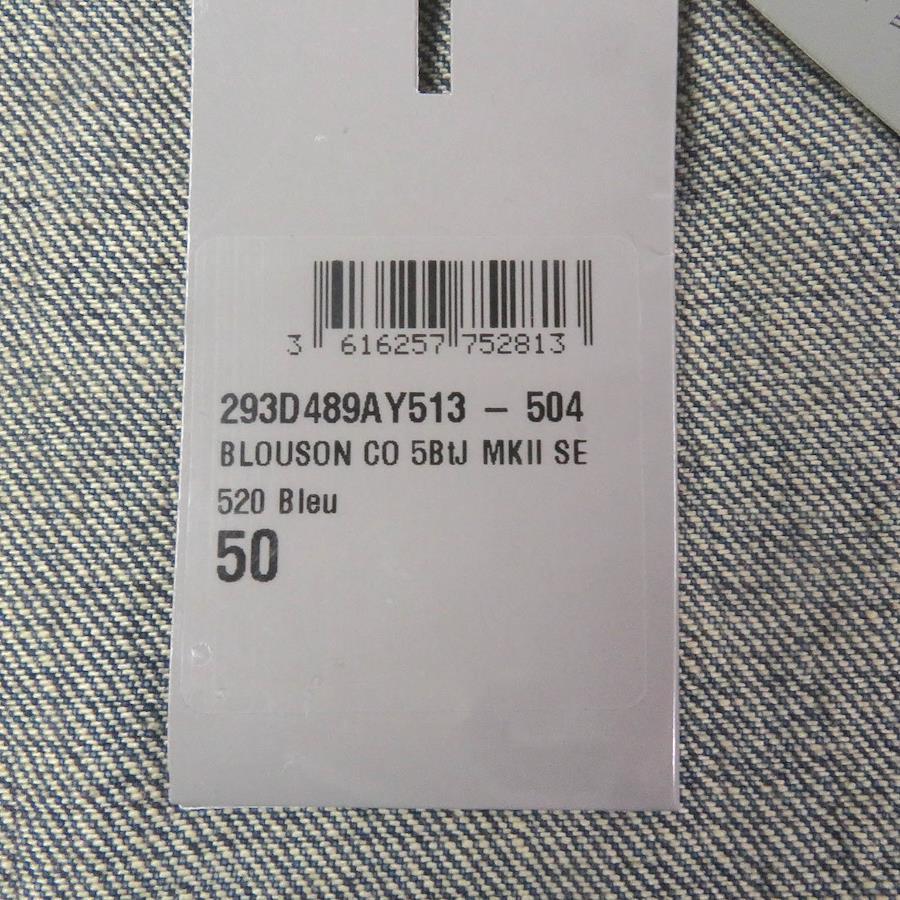 3 616257 752813
293D489AY513 – 504
BLOUSON CO 5BtJ MKII SE
520 Bleu
50